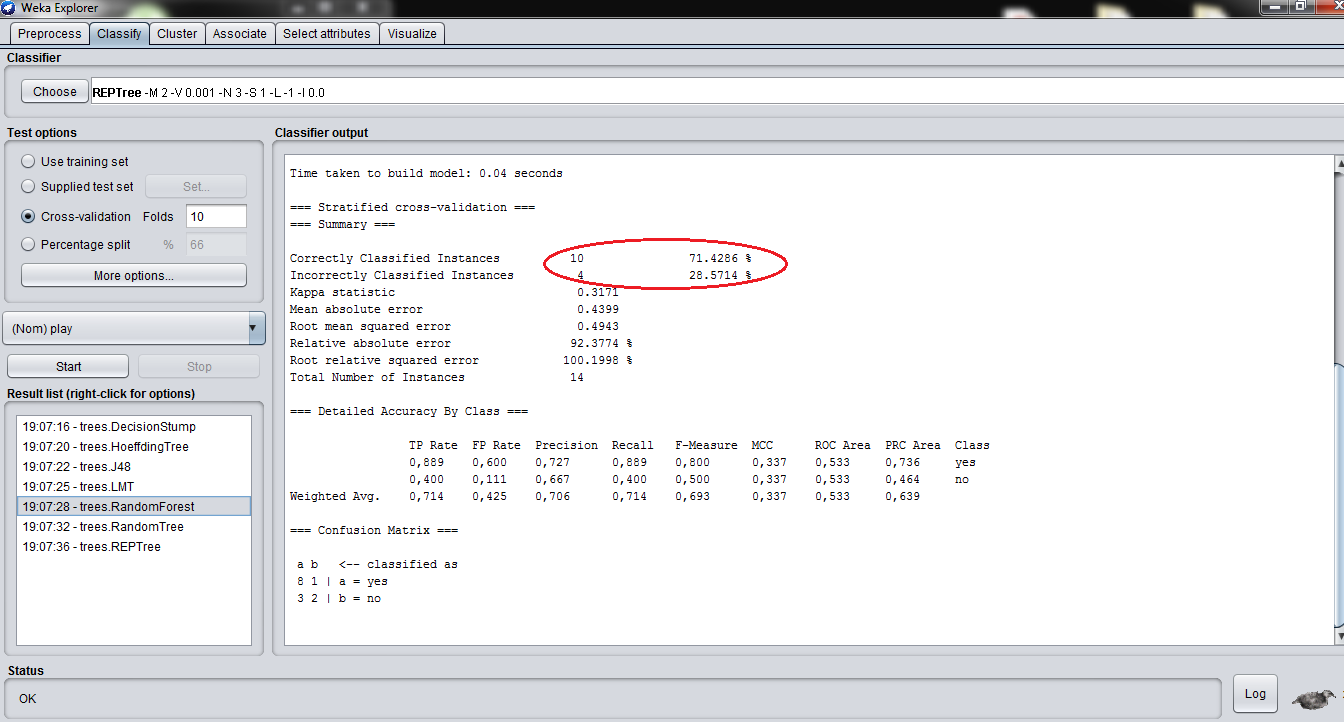 Weka Explorer
Preprocess Classify Cluster Associate Select attributes Visualize
Classifier
Choose REPTree -M 2 -V 0.001 -N 3 -S 1 -L -1 -I 0.0
Test options
Use training set
Supplied test set Set...
Cross-validation Folds 10
Percentage split % 66
More options...
(Nom) play
Start Stop
Result list (right-click for options)
19:07:16 - trees.DecisionStump
19:07:20 - trees.HoeffdingTree
19:07:22 - trees.J48
19:07:25 - trees.LMT
19:07:28 - trees.RandomForest
19:07:32 - trees.RandomTree
19:07:36 - trees.REPTree
Classifier output
Time taken to build model: 0.04 seconds
=== Stratified cross-validation ===
=== Summary ===
Correctly Classified Instances 10 71.4286 %
Incorrectly Classified Instances 4 28.5714 %
Kappa statistic 0.3171
Mean absolute error 0.4399
Root mean squared error 0.4943
Relative absolute error 92.3774 %
Root relative squared error 100.1998 %
Total Number of Instances 14
=== Detailed Accuracy By Class ===
TP Rate FP Rate Precision Recall F-Measure MCC ROC Area PRC Area Class
0,889 0,600 0,727 0,889 0,800 0,337 0,533 0,736 yes
0,400 0,111 0,667 0,400 0,500 0,337 0,533 0,464 no
Weighted Avg. 0,714 0,425 0,706 0,714 0,693 0,337 0,533 0,639
=== Confusion Matrix ===
a b <-- classified as
8 1 | a = yes
3 2 | b = no
Status
OK
Log